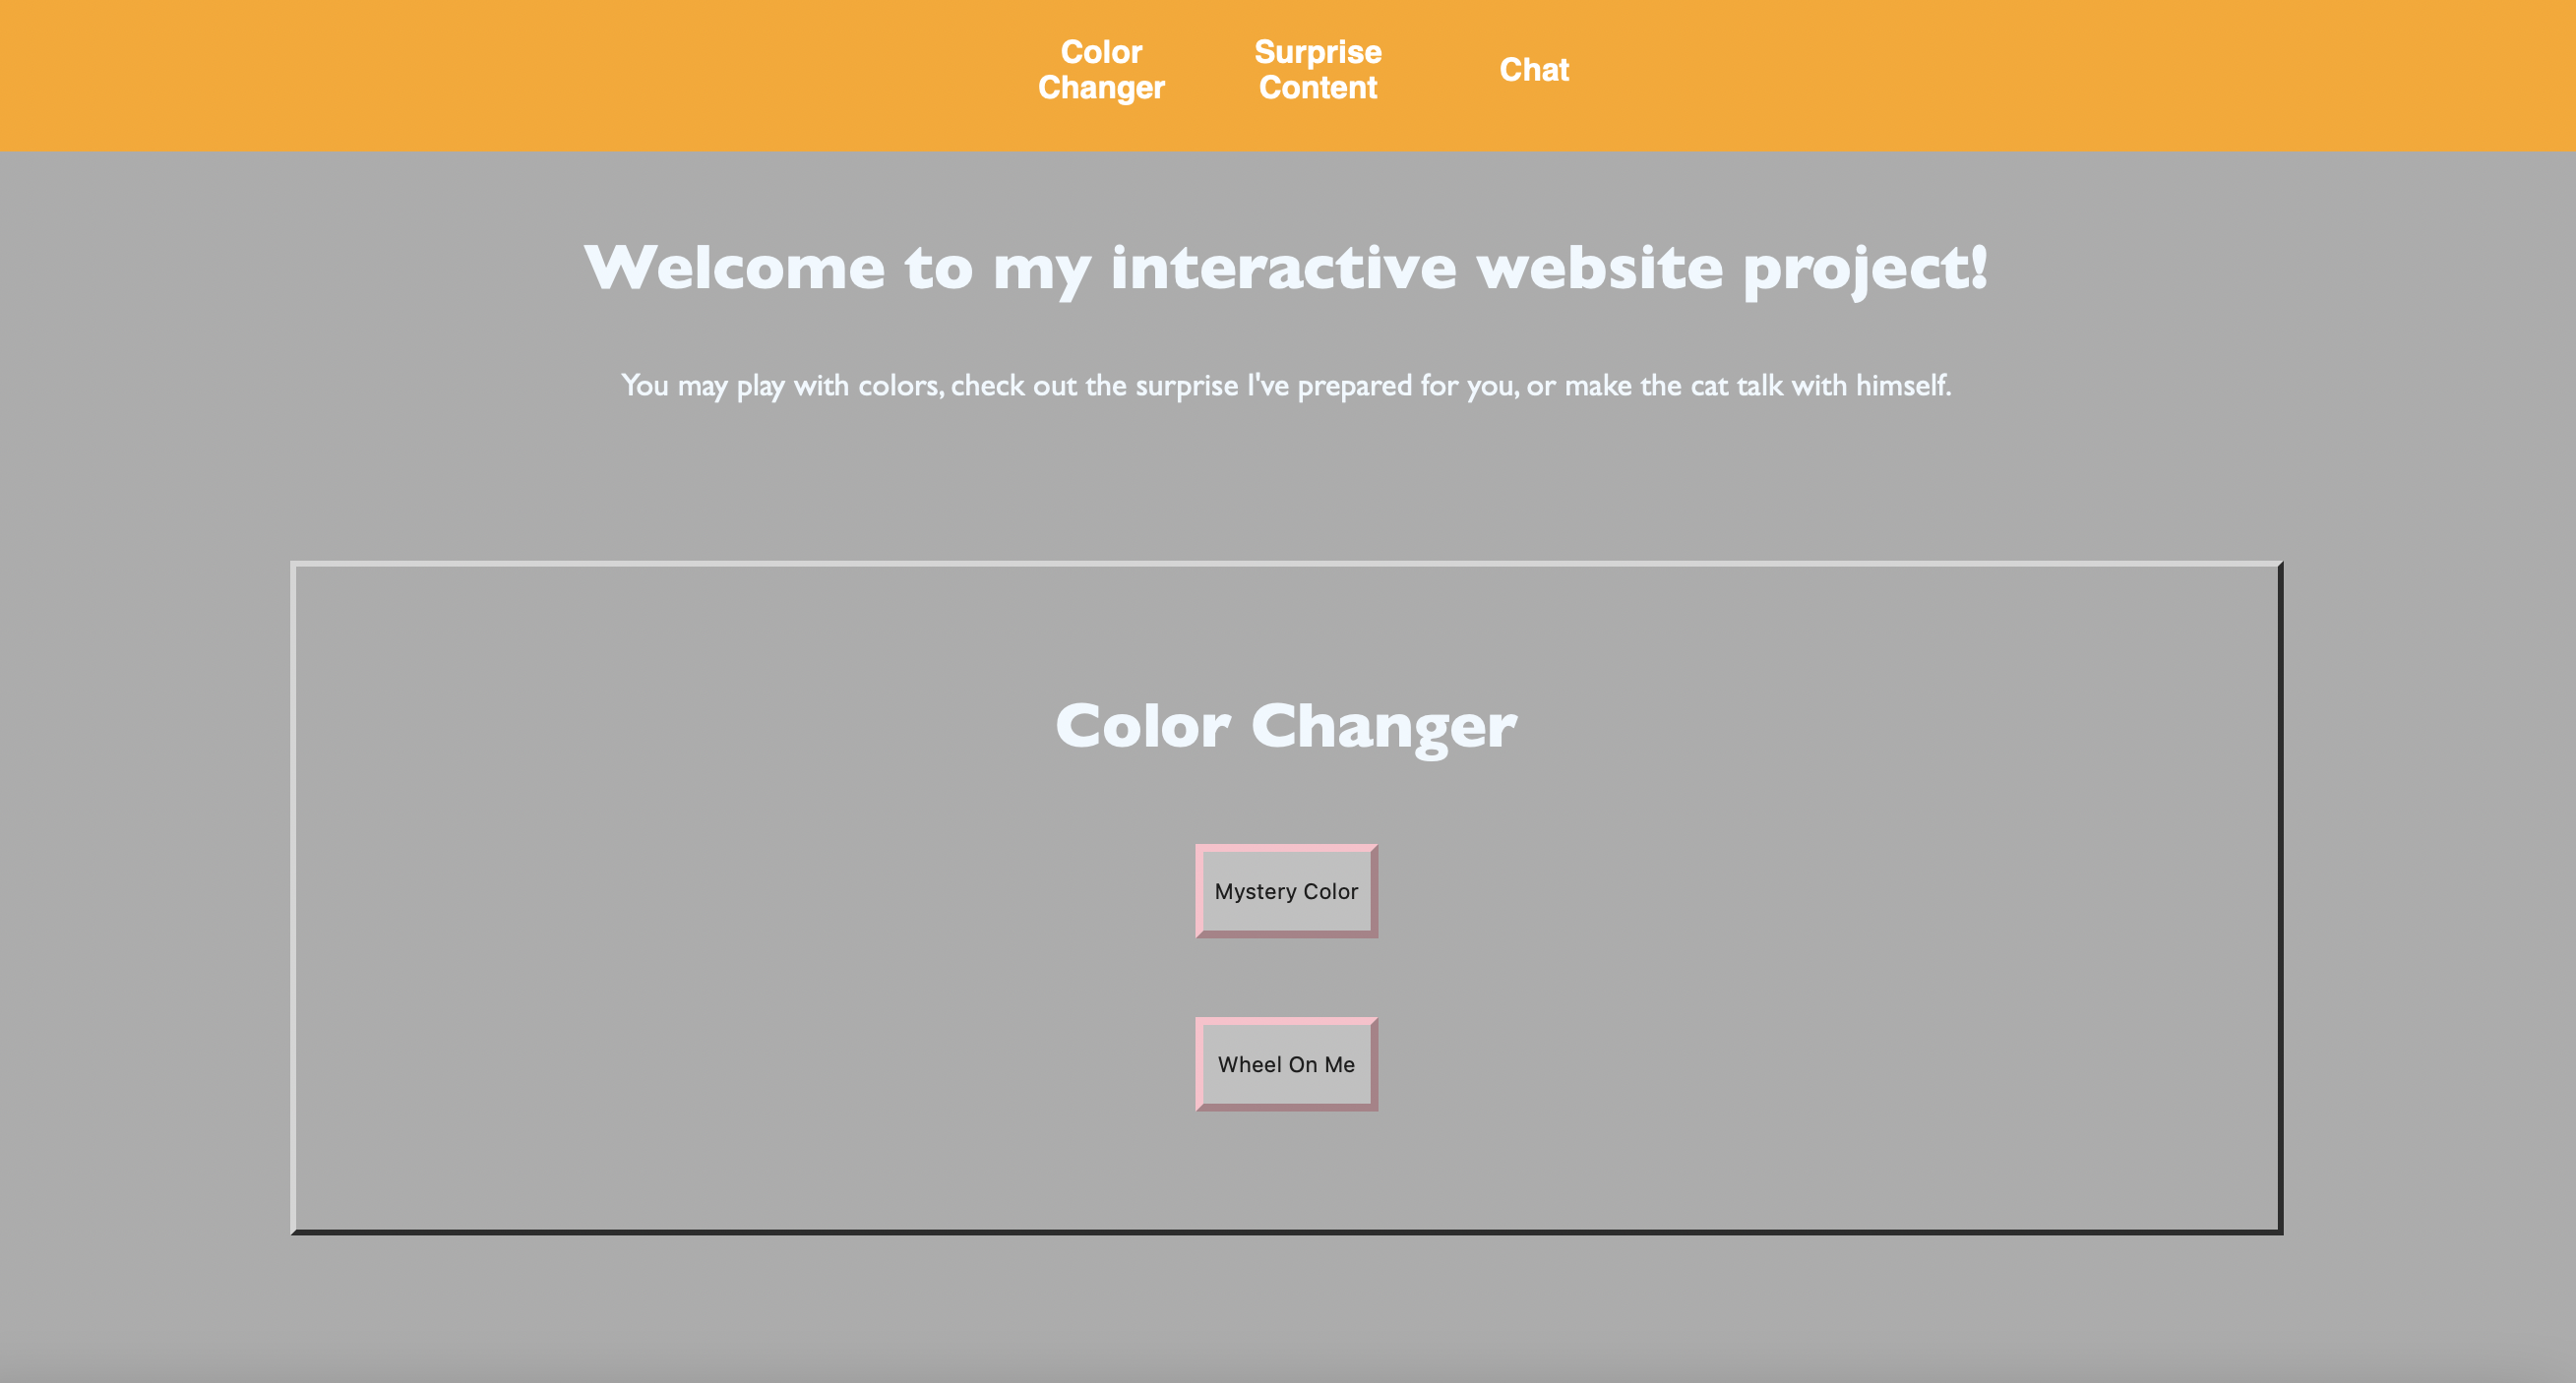 Color
Changer
Surprise
Content
Chat
Welcome to my interactive website project!
You may play with colors, check out the surprise I've prepared for you, or make the cat talk with himself.
Color Changer
Mystery Color
Wheel On Me